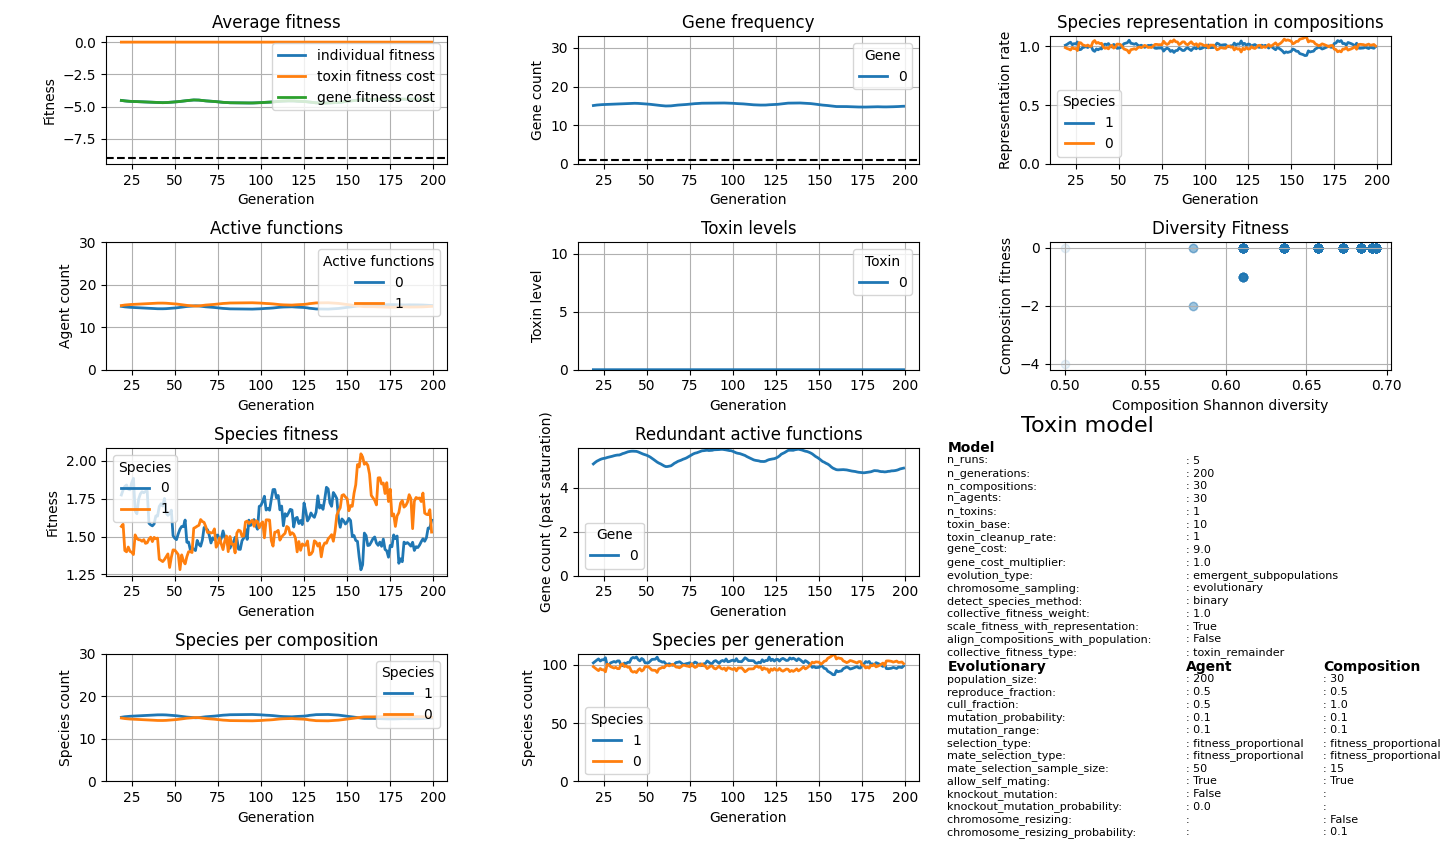 Average fitness
Fitness
0.0
−2.5
−5.0
−7.5
individual fitness
toxin fitness cost
gene fitness cost
25 50 75 100 125 150 175 200
Generation
Gene frequency
Gene count
30
20
10
0
Gene
0
25 50 75 100 125 150 175 200
Generation
Species representation in compositions
Representation rate
1.0
0.5
0.0
Species
1
0
25 50 75 100 125 150 175 200
Generation
Active functions
Agent count
30
20
10
0
Active functions
0
1
25 50 75 100 125 150 175 200
Generation
Toxin levels
Toxin level
10
5
0
Toxin
0
25 50 75 100 125 150 175 200
Generation
Diversity Fitness
Composition fitness
0
−2
−4
0.50 0.55 0.60 0.65 0.70
Composition Shannon diversity
Species fitness
Fitness
2.00
1.75
1.50
1.25
Species
0
1
25 50 75 100 125 150 175 200
Generation
Redundant active functions
Gene count (past saturation)
4
2
0
Gene
0
25 50 75 100 125 150 175 200
Generation
Species per composition
Species count
30
20
10
0
Species
1
0
25 50 75 100 125 150 175 200
Generation
Species per generation
Species count
100
50
0
Species
1
0
25 50 75 100 125 150 175 200
Generation
Toxin model
Model
n_runs: : 5
n_generations: : 200
n_compositions: : 30
n_agents: : 30
n_toxins: : 1
toxin_base: : 10
toxin_cleanup_rate: : 1
gene_cost: : 9.0
gene_cost_multiplier: : 1.0
evolution_type: : emergent_subpopulations
chromosome_sampling: : evolutionary
detect_species_method: : binary
collective_fitness_weight: : 1.0
scale_fitness_with_representation: : True
align_compositions_with_population: : False
collective_fitness_type: : toxin_remainder
Evolutionary Agent Composition
population_size: : 200 : 30
reproduce_fraction: : 0.5 : 0.5
cull_fraction: : 0.5 : 1.0
mutation_probability: : 0.1 : 0.1
mutation_range: : 0.1 : 0.1
selection_type: : fitness_proportional : fitness_proportional
mate_selection_type: : fitness_proportional : fitness_proportional
mate_selection_sample_size: : 50 : 15
allow_self_mating: : True : True
knockout_mutation: : False :
knockout_mutation_probability: : 0.0 :
chromosome_resizing: : : False
chromosome_resizing_probability: : : 0.1